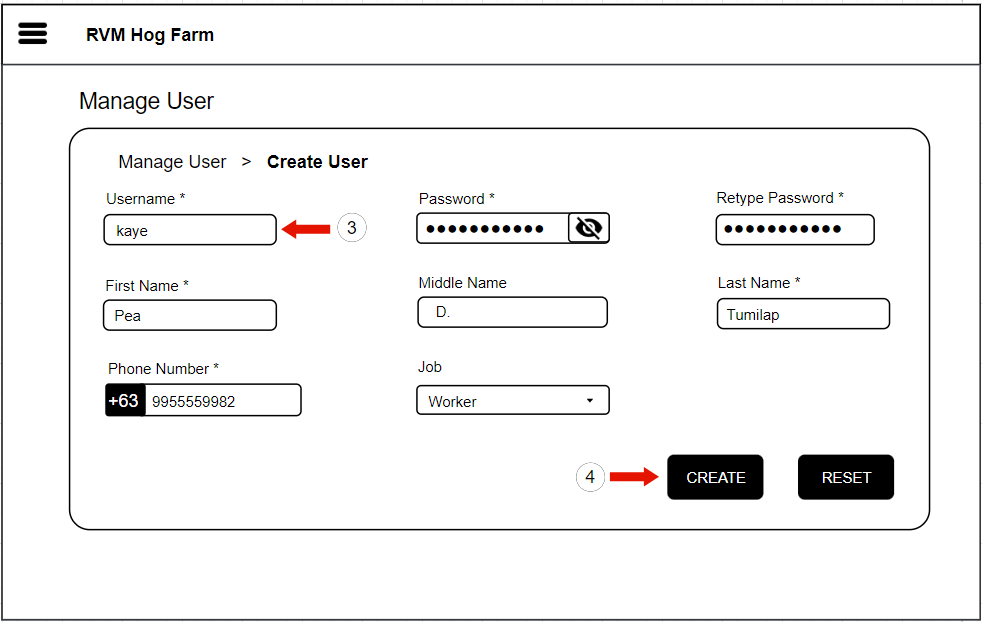 RVM Hog Farm
Manage User
Manage User > Create User
Username * Password * Retype Password *
kaye 3 ●●●●●●●●●●● ●●●●●●●●●●●
First Name * Middle Name Last Name *
Pea D. Tumilap
Phone Number * Job
+63 9955559982 Worker
4 CREATE RESET